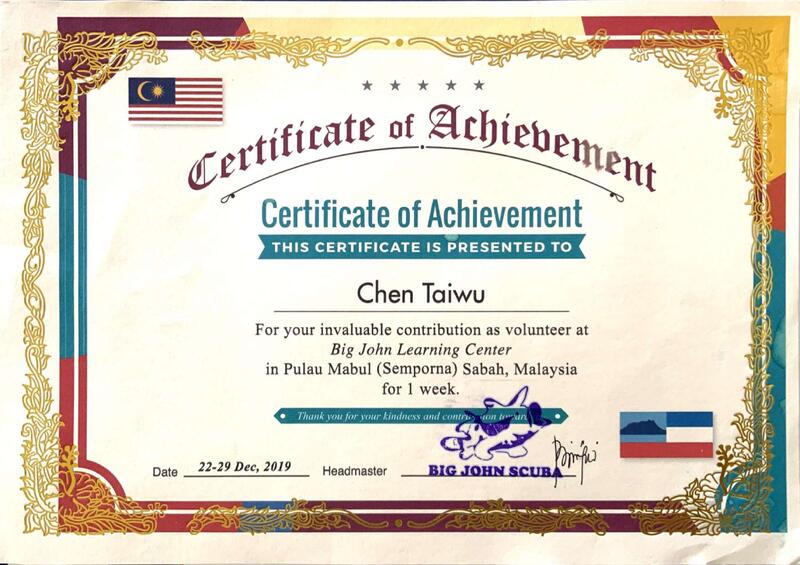 Certificate of Achievement
Certificate of Achievement
THIS CERTIFICATE IS PRESENTED TO
Chen Taiwu
For your invaluable contribution as volunteer at
Big John Learning Center
in Pulau Mabul (Semporna) Sabah, Malaysia
for 1 week.
Thank you for your kindness and
BIG JOHN SCUBA
Date 22-29 Dec, 2019 Headmaster